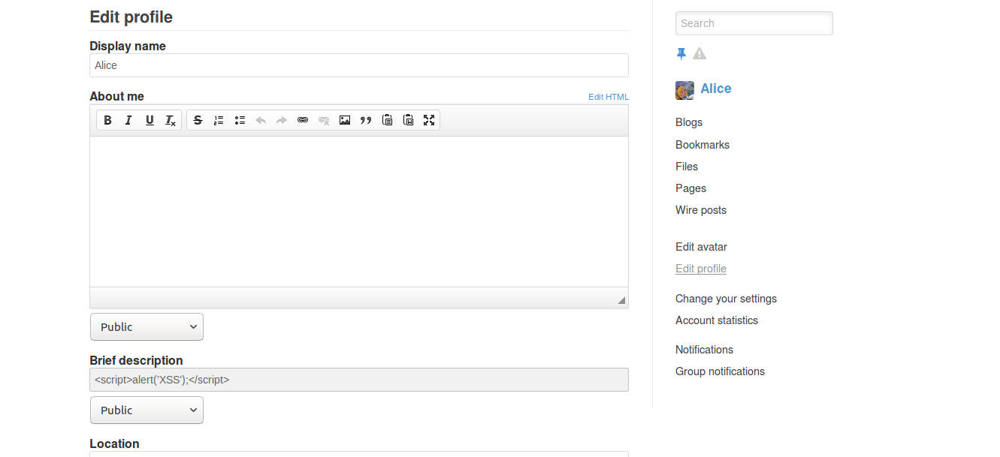 Edit profile
Display name
Alice
About me
Edit HTML
B I U Tx S
Public
Brief description
<script>alert('XSS');</script>
Public
Location
Search
Alice
Blogs
Bookmarks
Files
Pages
Wire posts
Edit avatar
Edit profile
Change your settings
Account statistics
Notifications
Group notifications